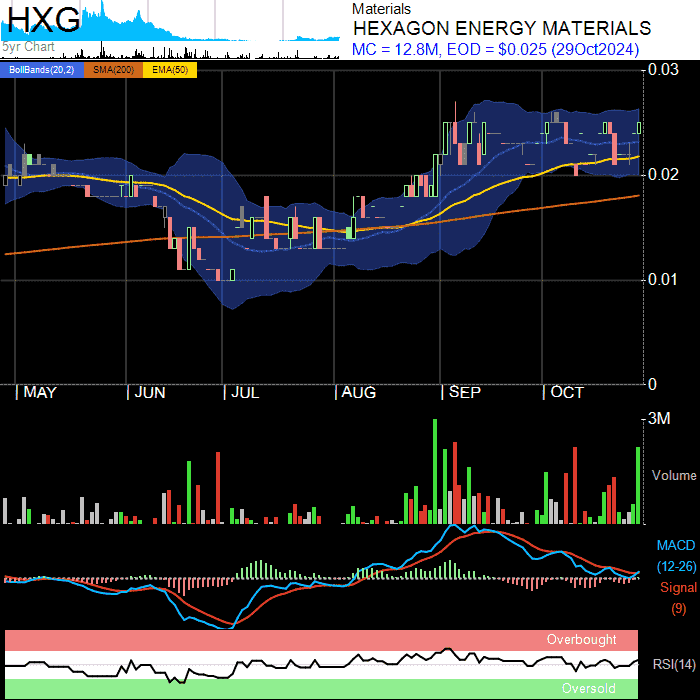 HXG
5yr Chart
Materials
HEXAGON ENERGY MATERIALS
MC = 12.8M, EOD = $0.025 (29Oct2024)
BollBands(20,2) SMA(200) EMA(50)
0.03
0.02
0.01
0
MAY JUN JUL AUG SEP OCT
3M
Volume
MACD
(12-26)
Signal
(9)
Overbought
RSI(14)
Oversold